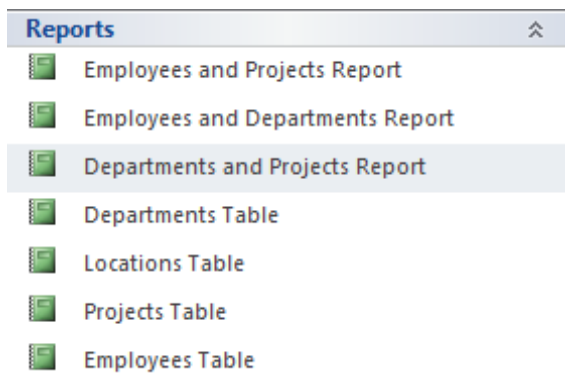 Reports
Employees and Projects Report
Employees and Departments Report
Departments and Projects Report
Departments Table
Locations Table
Projects Table
Employees Table